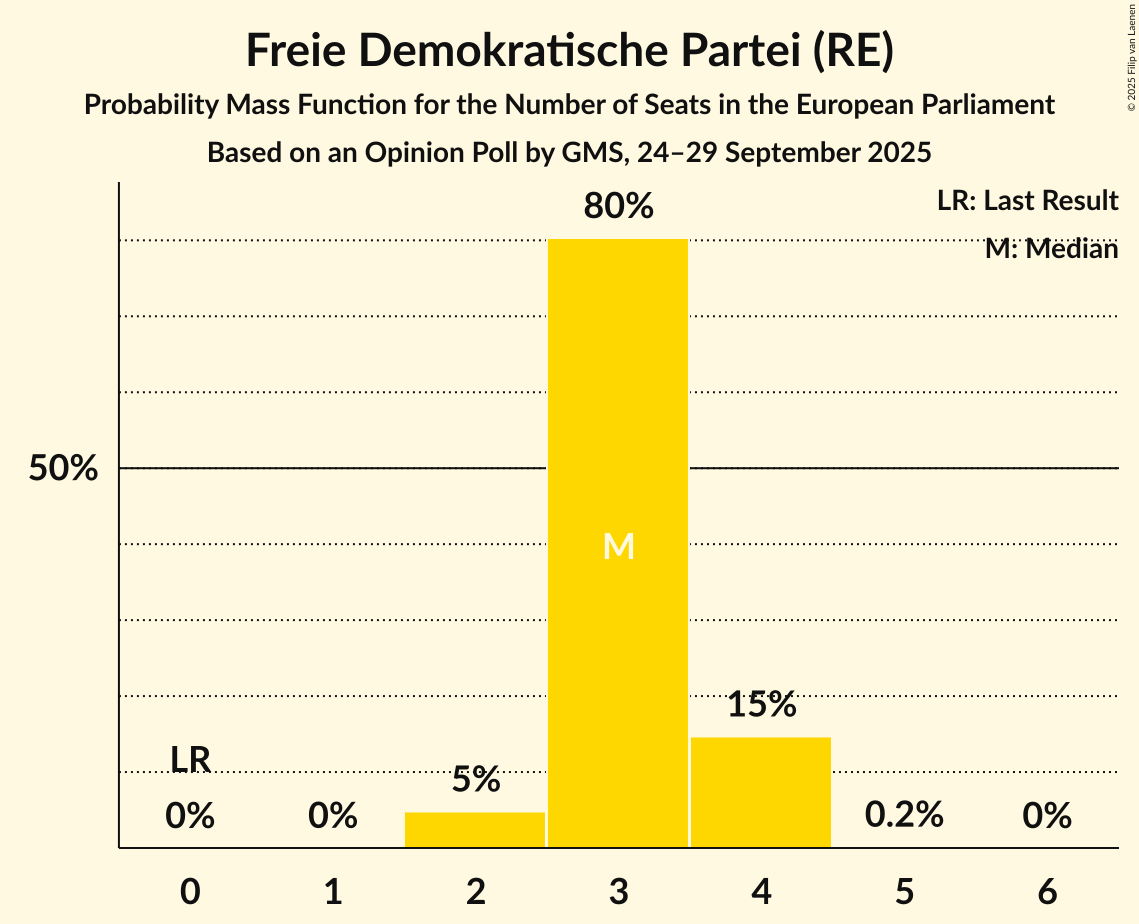 Freie Demokratische Partei (RE)
Probability Mass Function for the Number of Seats in the European Parliament
Based on an Opinion Poll by GMS, 24–29 September 2025
© 2025 Filip van Laenen
LR: Last Result
M: Median
80%
50%
M
15%
LR
5%
0%
0%
0.2%
0%
0 1 2 3 4 5 6